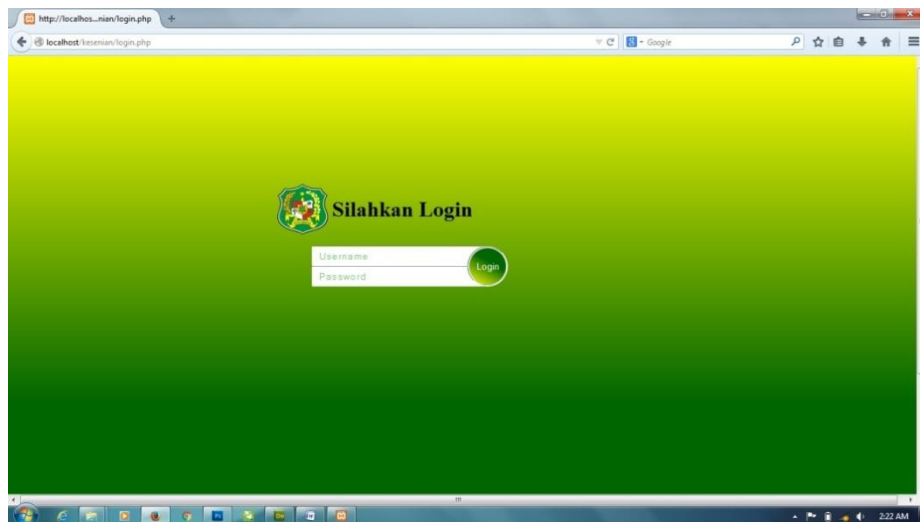 http://localhos...nian/login.php
localhost/kesenian/login.php
Google
Silahkan Login
Username
Password
Login
2:22 AM